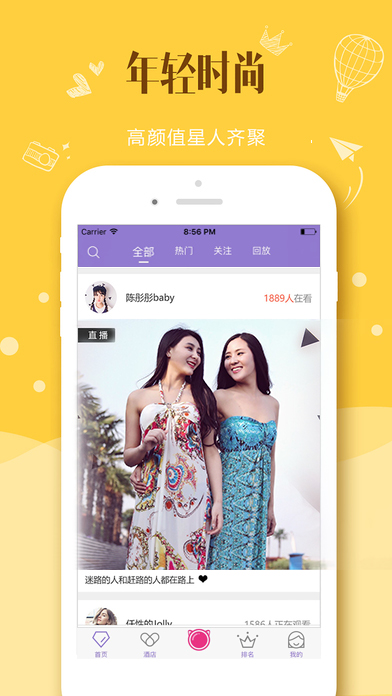 年轻时尚
高颜值星人齐聚
Carrier 8:56 PM
全部 热门 关注 回放
陈彤彤baby 1889人在看
直播
迷路的人和赶路的人都在路上 ❤
任性的Jolly 1586人正在观看
首页 酒店 排名 我的